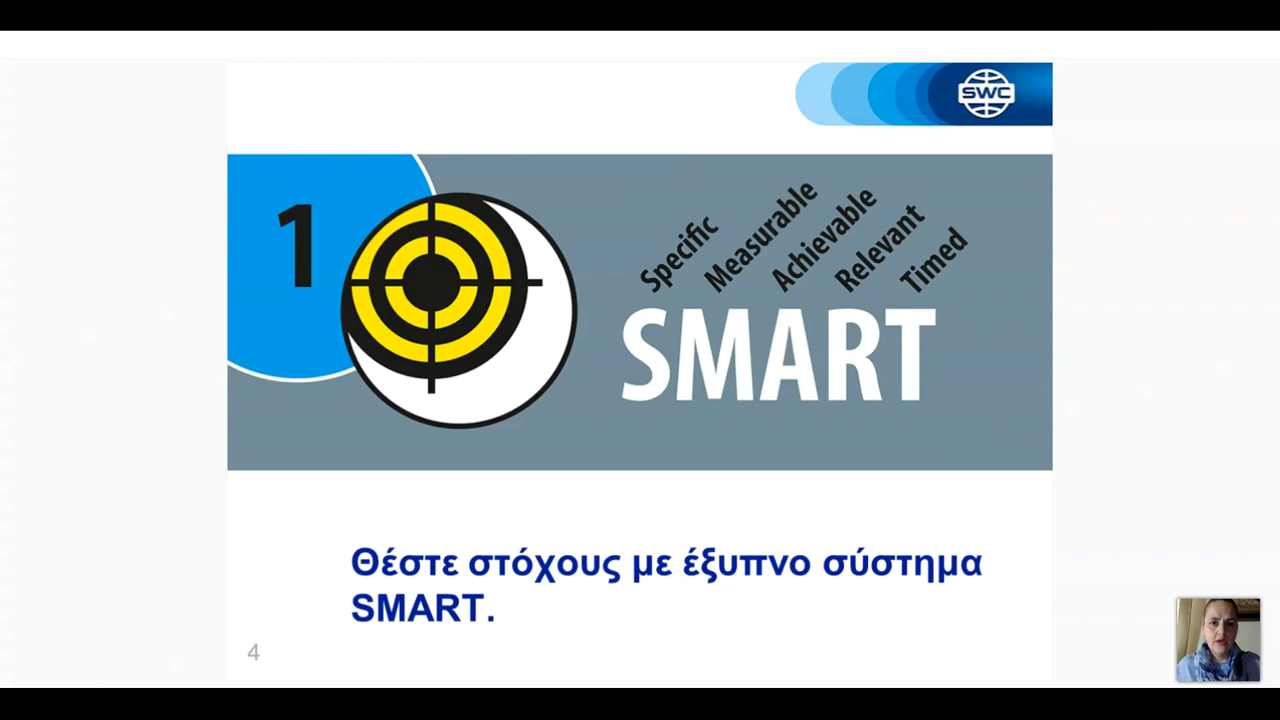 SWC
1
Specific
Measurable
Achievable
Relevant
Timed
SMART
Θέστε στόχους με έξυπνο σύστημα
SMART.
4